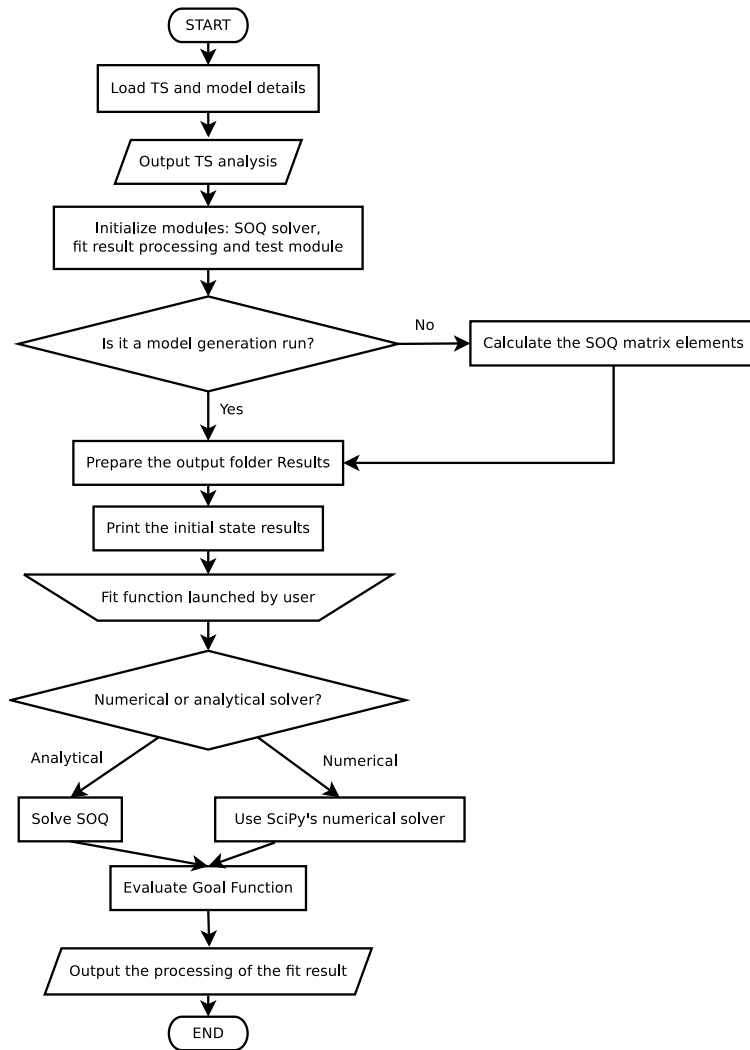 START
Load TS and model details
Output TS analysis
Initialize modules: SOQ solver,
fit result processing and test module
Is it a model generation run?
No
Calculate the SOQ matrix elements
Yes
Prepare the output folder Results
Print the initial state results
Fit function launched by user
Numerical or analytical solver?
Analytical
Numerical
Solve SOQ
Use SciPy's numerical solver
Evaluate Goal Function
Output the processing of the fit result
END